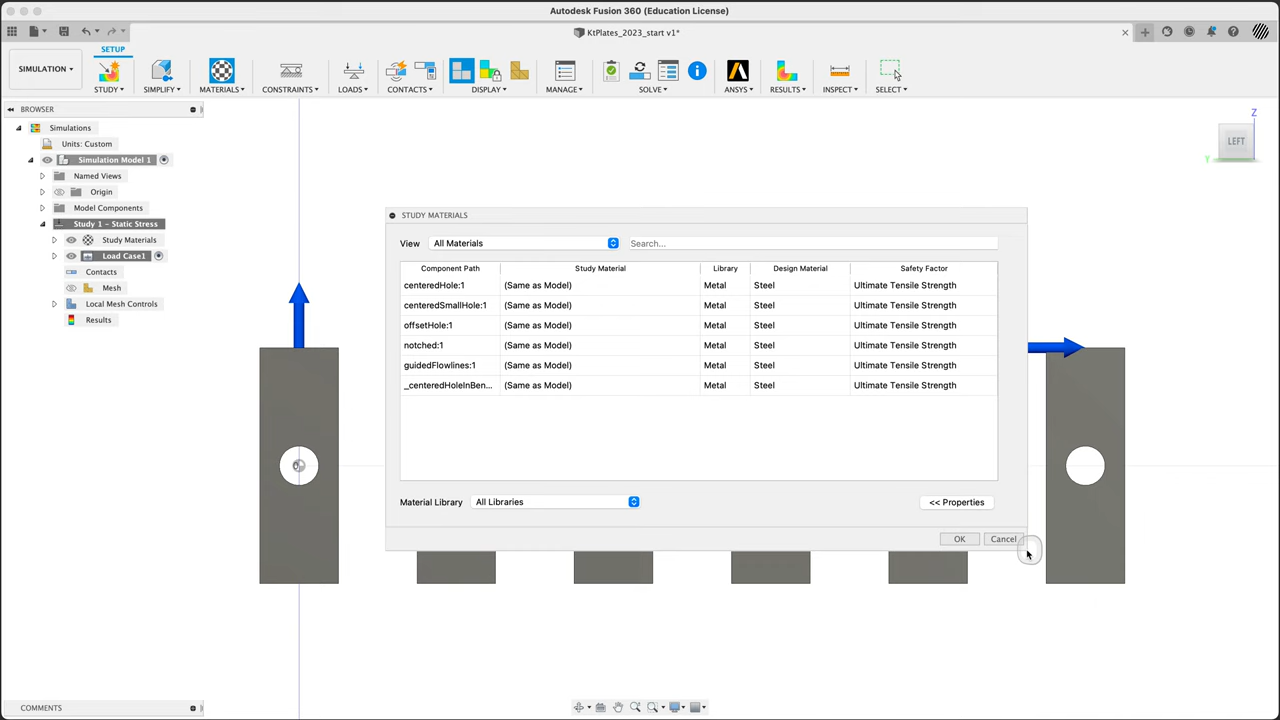 Autodesk Fusion 360 (Education License)
KtPlates_2023_start v1*
SETUP
SIMULATION
STUDY
SIMPLIFY
MATERIALS
CONSTRAINTS
LOADS
CONTACTS
DISPLAY
MANAGE
SOLVE
ANSYS
RESULTS
INSPECT
SELECT
BROWSER
Simulations
Units: Custom
Simulation Model 1
Named Views
Origin
Model Components
Study 1 - Static Stress
Study Materials
Load Case1
Contacts
Mesh
Local Mesh Controls
Results
Z
LEFT
Y
STUDY MATERIALS
View All Materials Search...
Component Path Study Material Library Design Material Safety Factor
centeredHole:1 (Same as Model) Metal Steel Ultimate Tensile Strength
centeredSmallHole:1 (Same as Model) Metal Steel Ultimate Tensile Strength
offsetHole:1 (Same as Model) Metal Steel Ultimate Tensile Strength
notched:1 (Same as Model) Metal Steel Ultimate Tensile Strength
guidedFlowlines:1 (Same as Model) Metal Steel Ultimate Tensile Strength
_centeredHoleInBen... (Same as Model) Metal Steel Ultimate Tensile Strength
Material Library All Libraries << Properties
OK Cancel
COMMENTS